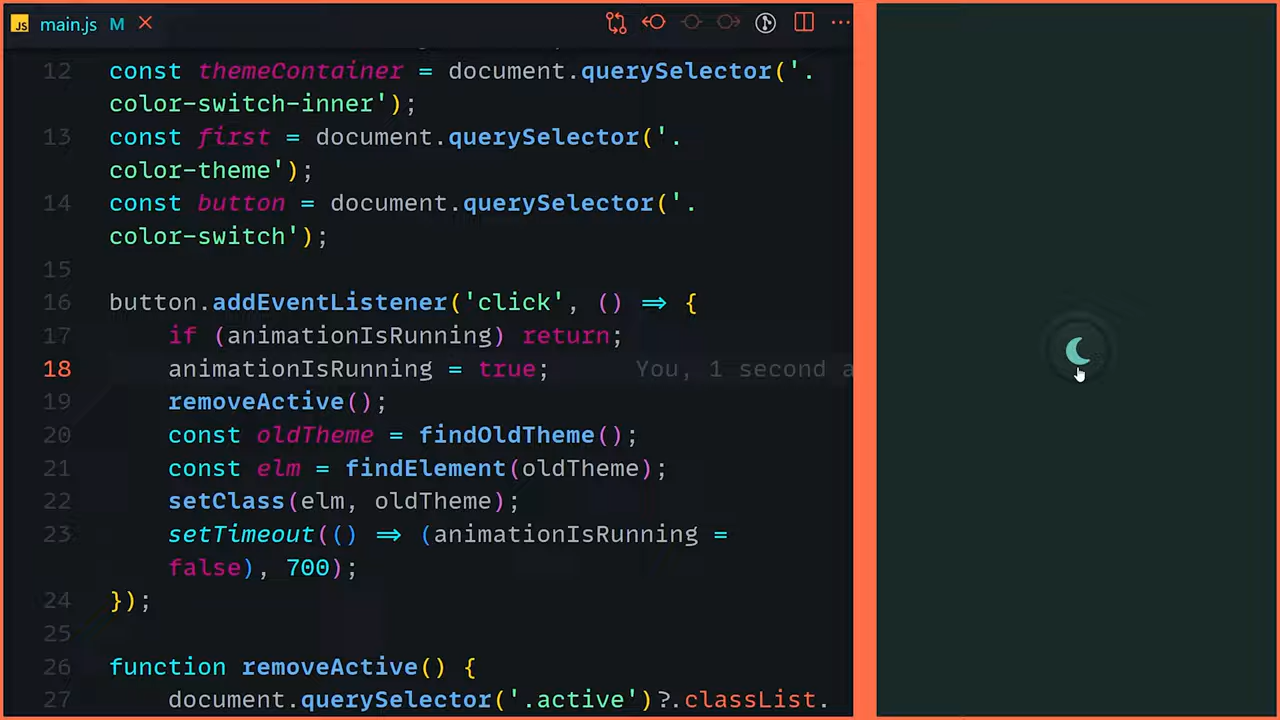 JS main.js M
12 const themeContainer = document.querySelector('.
color-switch-inner');
13 const first = document.querySelector('.
color-theme');
14 const button = document.querySelector('.
color-switch');
15
16 button.addEventListener('click', () ⇒ {
17 if (animationIsRunning) return;
18 animationIsRunning = true; You, 1 second a
19 removeActive();
20 const oldTheme = findOldTheme();
21 const elm = findElement(oldTheme);
22 setClass(elm, oldTheme);
23 setTimeout(() ⇒ (animationIsRunning =
false), 700);
24 });
25
26 function removeActive() {
27 document.querySelector('.active')?.classList.